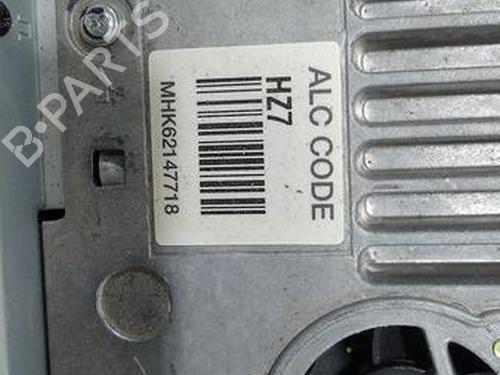 ALC CODE
HZ7
MHK62147718
B-PARTS